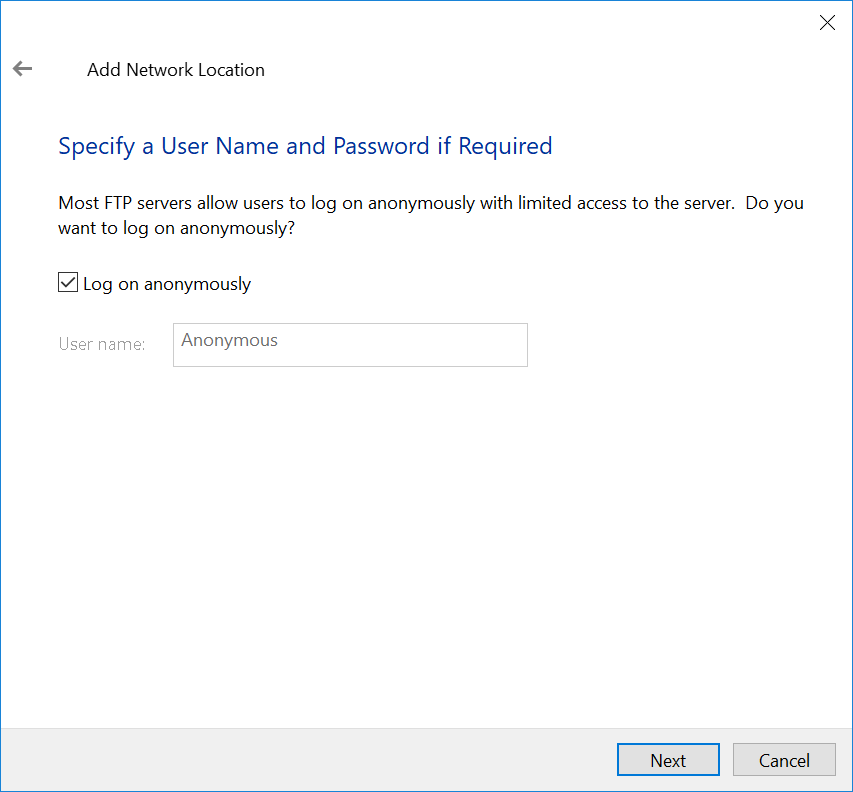 Add Network Location
Specify a User Name and Password if Required
Most FTP servers allow users to log on anonymously with limited access to the server.  Do you
want to log on anonymously?
Log on anonymously
User name:
Anonymous
Next
Cancel